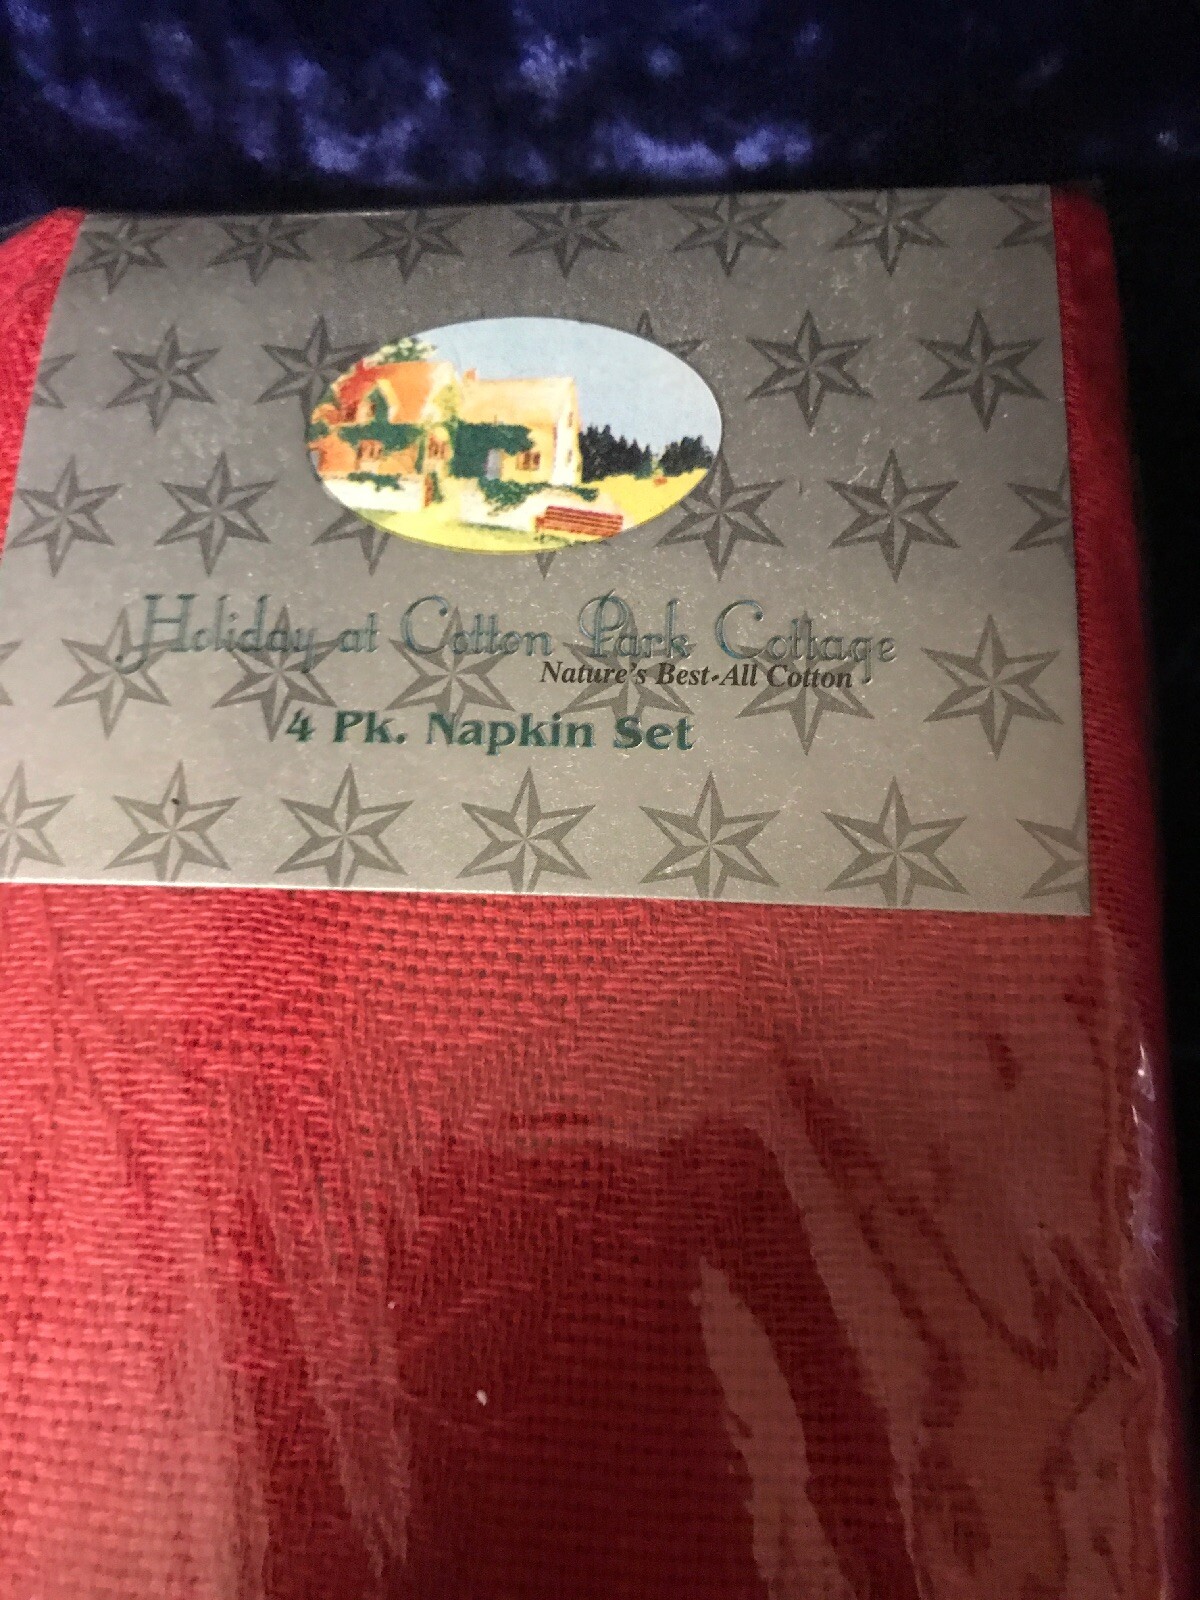 Holiday at Cotton Park Cottage
Nature's Best-All Cotton
4 Pk. Napkin Set